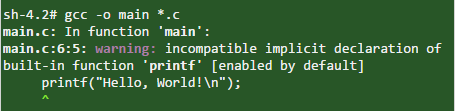 sh-4.2# gcc -o main *.c
main.c: In function 'main':
main.c:6:5: warning: incompatible implicit declaration of
built-in function 'printf' [enabled by default]
     printf("Hello, World!\n");
     ^